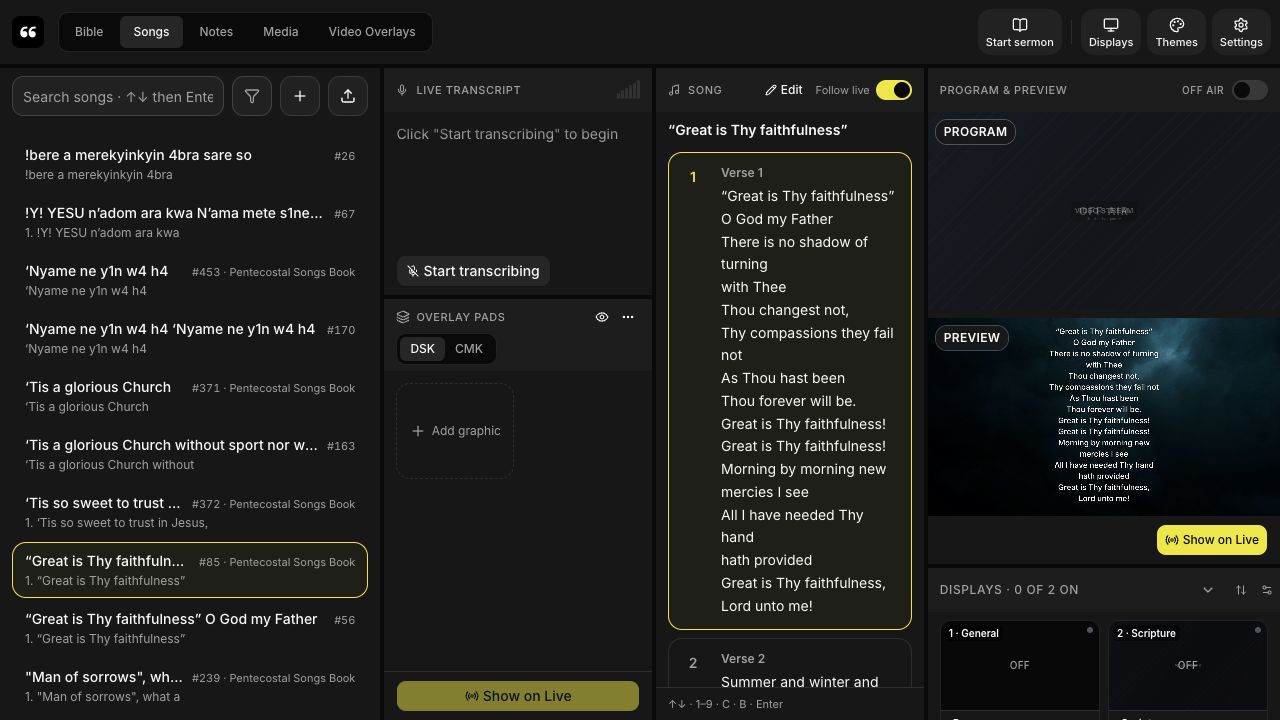 Bible
Songs
Notes
Media
Video Overlays
Start sermon
Displays
Themes
Settings
Search songs · ↑↓ then Ente
!bere a merekyinkyin 4bra sare so
#26
!bere a merekyinkyin 4bra
!Y! YESU n’adom ara kwa N’ama mete s1ne...
#67
1. !Y! YESU n’adom ara kwa
‘Nyame ne y1n w4 h4
#453 · Pentecostal Songs Book
‘Nyame ne y1n w4 h4
‘Nyame ne y1n w4 h4 ‘Nyame ne y1n w4 h4
#170
‘Nyame ne y1n w4 h4
‘Tis a glorious Church
#371 · Pentecostal Songs Book
‘Tis a glorious Church
‘Tis a glorious Church without sport nor w...
#163
‘Tis a glorious Church without
‘Tis so sweet to trust ...
#372 · Pentecostal Songs Book
1. ‘Tis so sweet to trust in Jesus,
“Great is Thy faithfuln...
#85 · Pentecostal Songs Book
1. “Great is Thy faithfulness”
“Great is Thy faithfulness” O God my Father
#56
1. “Great is Thy faithfulness”
"Man of sorrows", wh...
#239 · Pentecostal Songs Book
1. "Man of sorrows", what a
LIVE TRANSCRIPT
Click "Start transcribing" to begin
Start transcribing
OVERLAY PADS
DSK
CMK
Add graphic
Show on Live
SONG
Edit
Follow live
“Great is Thy faithfulness”
1
Verse 1
“Great is Thy faithfulness”
O God my Father
There is no shadow of
turning
with Thee
Thou changest not,
Thy compassions they fail
not
As Thou hast been
Thou forever will be.
Great is Thy faithfulness!
Great is Thy faithfulness!
Morning by morning new
mercies I see
All I have needed Thy
hand
hath provided
Great is Thy faithfulness,
Lord unto me!
2
Verse 2
Summer and winter and
↑↓ · 1–9 · C · B · Enter
PROGRAM & PREVIEW
OFF AIR
PROGRAM
PREVIEW
“Great is Thy faithfulness”
O God my Father
There is no shadow of turning
with Thee
Thou changest not,
Thy compassions they fail not
As Thou hast been
Thou forever will be.
Great is Thy faithfulness!
Great is Thy faithfulness!
Morning by morning new
mercies I see
All I have needed Thy hand
hath provided
Great is Thy faithfulness,
Lord unto me!
Show on Live
DISPLAYS · 0 OF 2 ON
1 · General
OFF
2 · Scripture
OFF